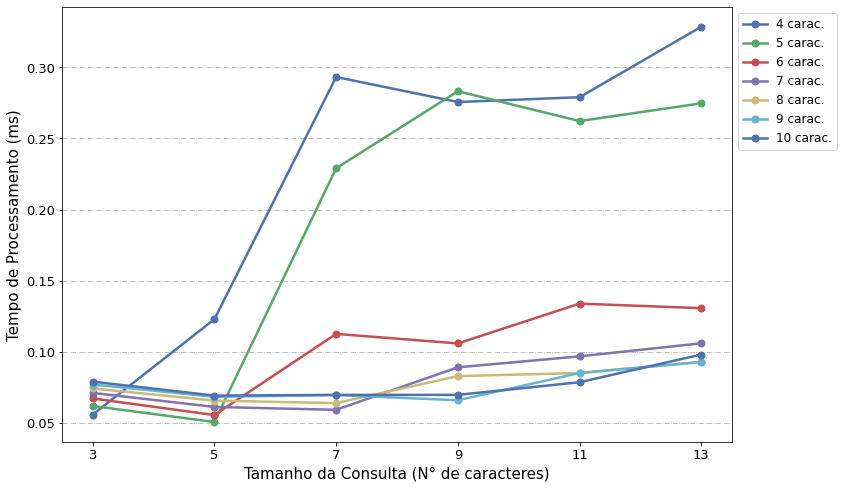 4 carac.
5 carac.
6 carac.
7 carac.
8 carac.
9 carac.
10 carac.
Tempo de Processamento (ms)
0.30
0.25
0.20
0.15
0.10
0.05
3 5 7 9 11 13
Tamanho da Consulta (N° de caracteres)